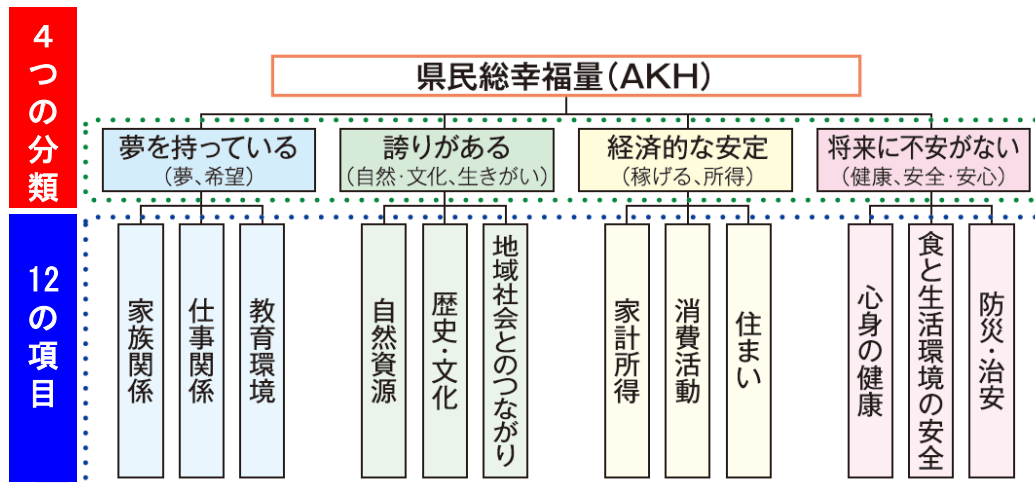 4つの分類
県民総幸福量(AKH)
夢を持っている
(夢、希望)
誇りがある
(自然・文化、生きがい)
経済的な安定
(稼げる、所得)
将来に不安がない
(健康、安全・安心)
12の項目
家族関係
仕事関係
教育環境
自然資源
歴史・文化
地域社会とのつながり
家計所得
消費活動
住まい
心身の健康
食と生活環境の安全
防災・治安